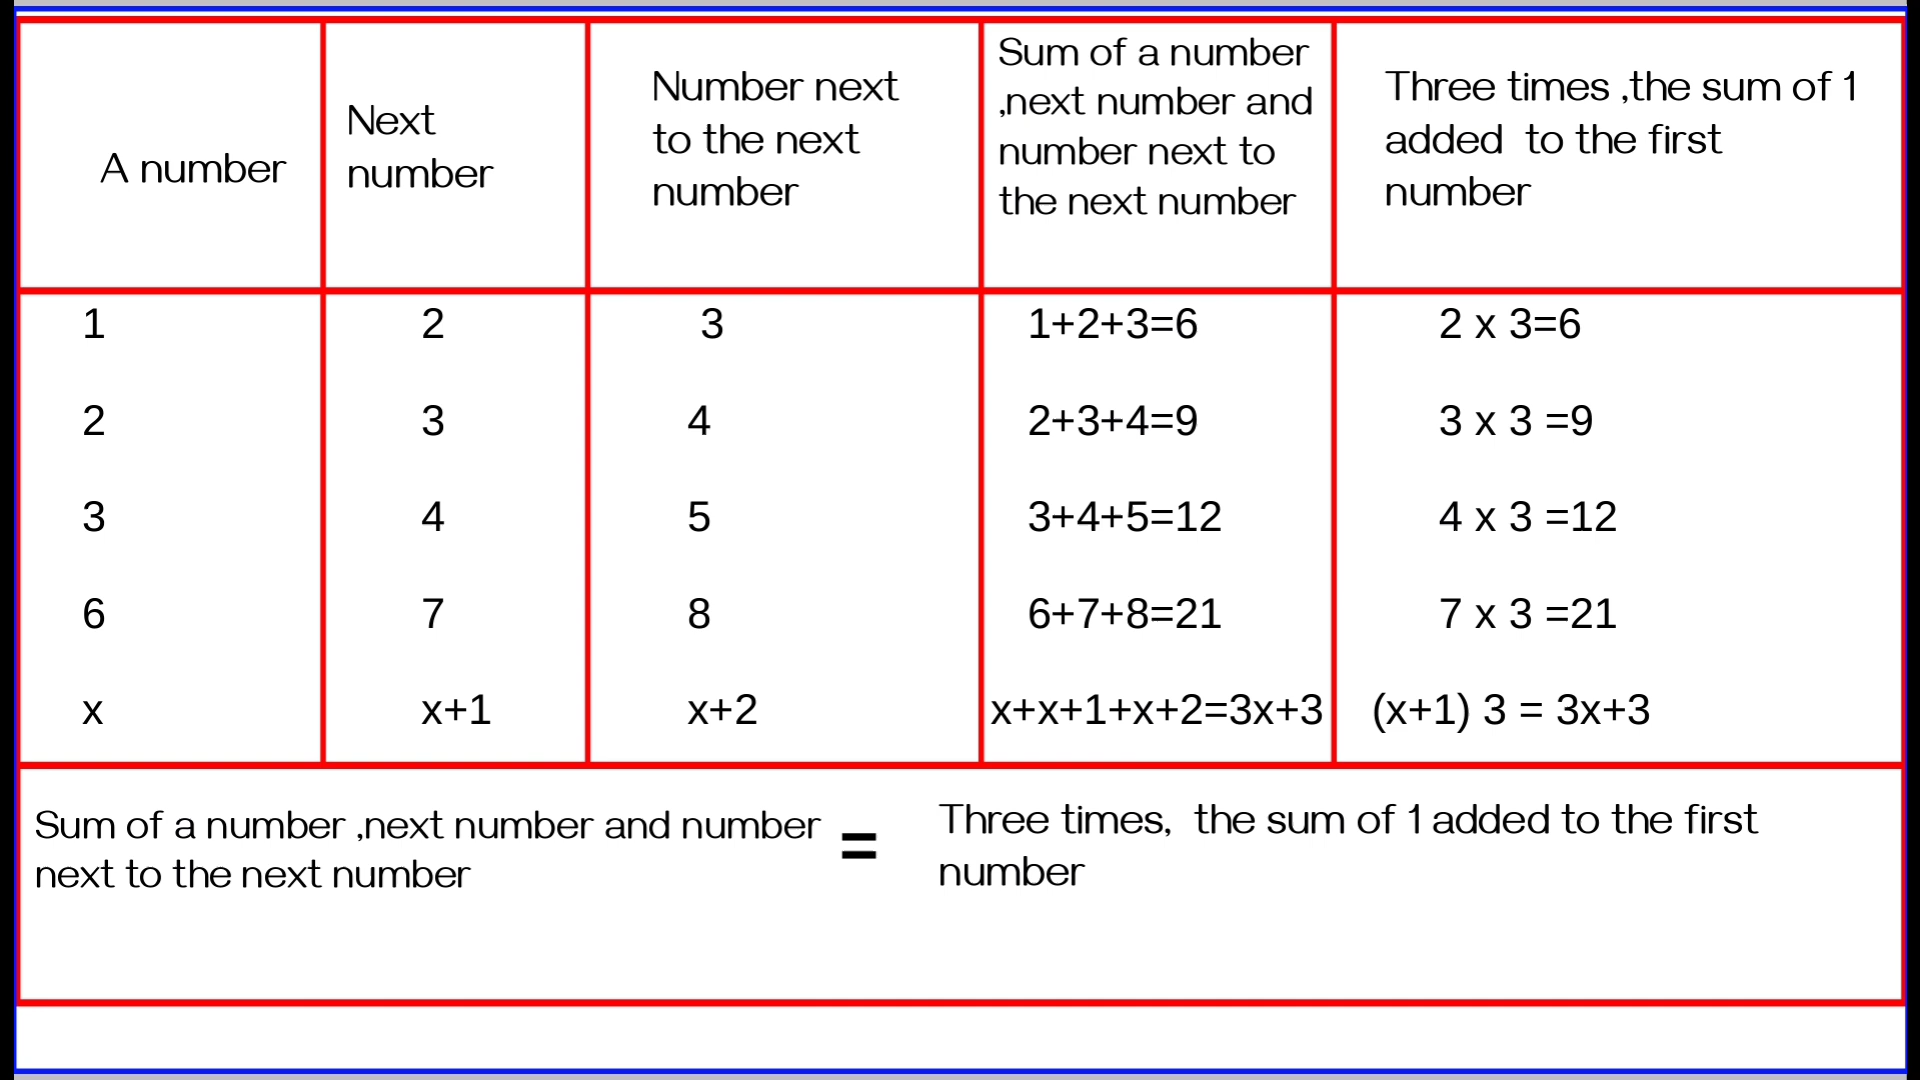 A number
Next
number
Number next
to the next
number
Sum of a number
,next number and
number next to
the next number
Three times ,the sum of 1
added  to the first
number
1 2 3 1+2+3=6 2 x 3=6
2 3 4 2+3+4=9 3 x 3 =9
3 4 5 3+4+5=12 4 x 3 =12
6 7 8 6+7+8=21 7 x 3 =21
x x+1 x+2 x+x+1+x+2=3x+3 (x+1) 3 = 3x+3
Sum of a number ,next number and number
next to the next number
=
Three times,  the sum of 1 added to the first
number